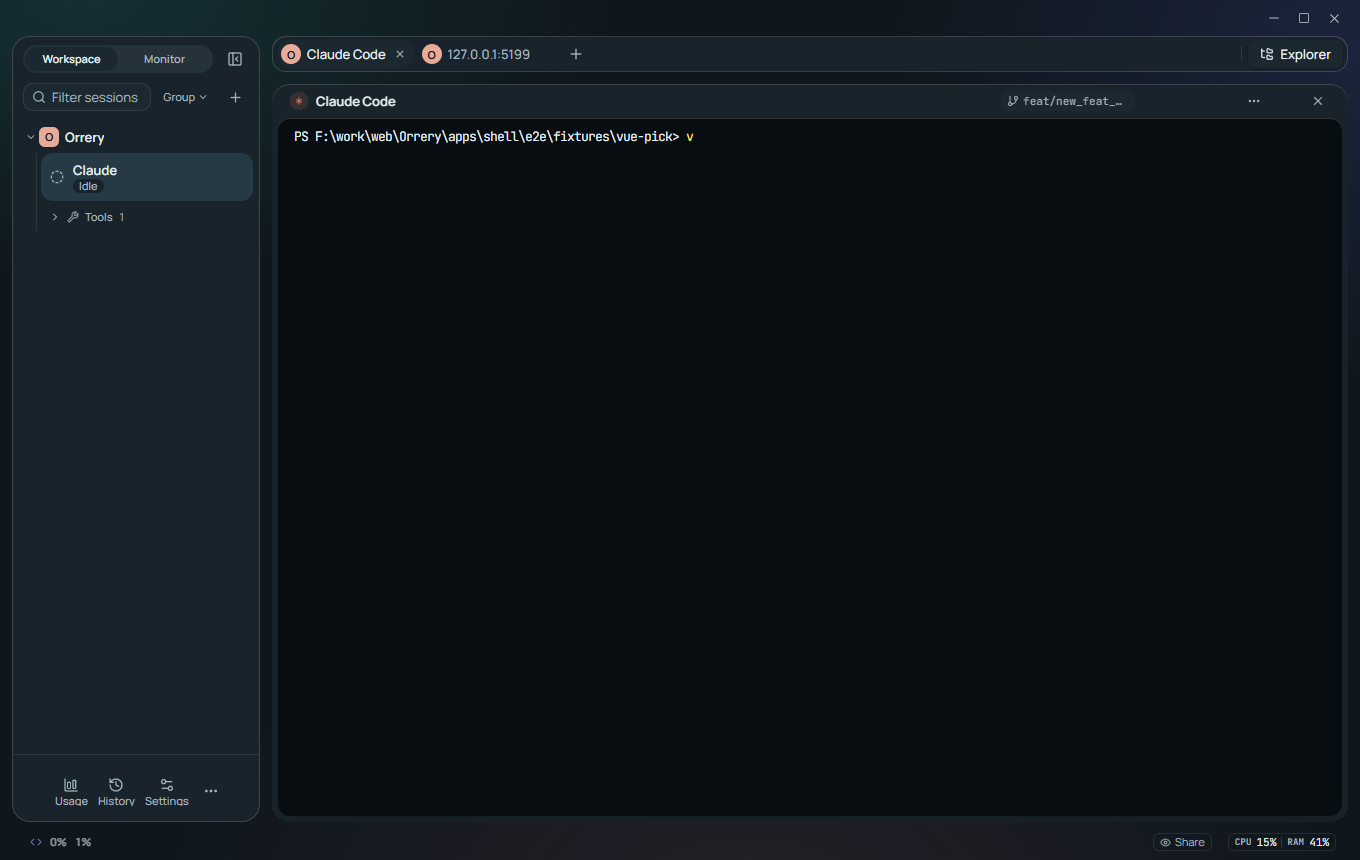 Workspace Monitor
Filter sessions Group
O Orrery
Claude
Idle
Tools 1
Usage History Settings
0% 1%
O Claude Code O 127.0.0.1:5199
Explorer
Claude Code feat/new_feat_…
PS F:\work\web\Orrery\apps\shell\e2e\fixtures\vue-pick> v
Share CPU 15% RAM 41%